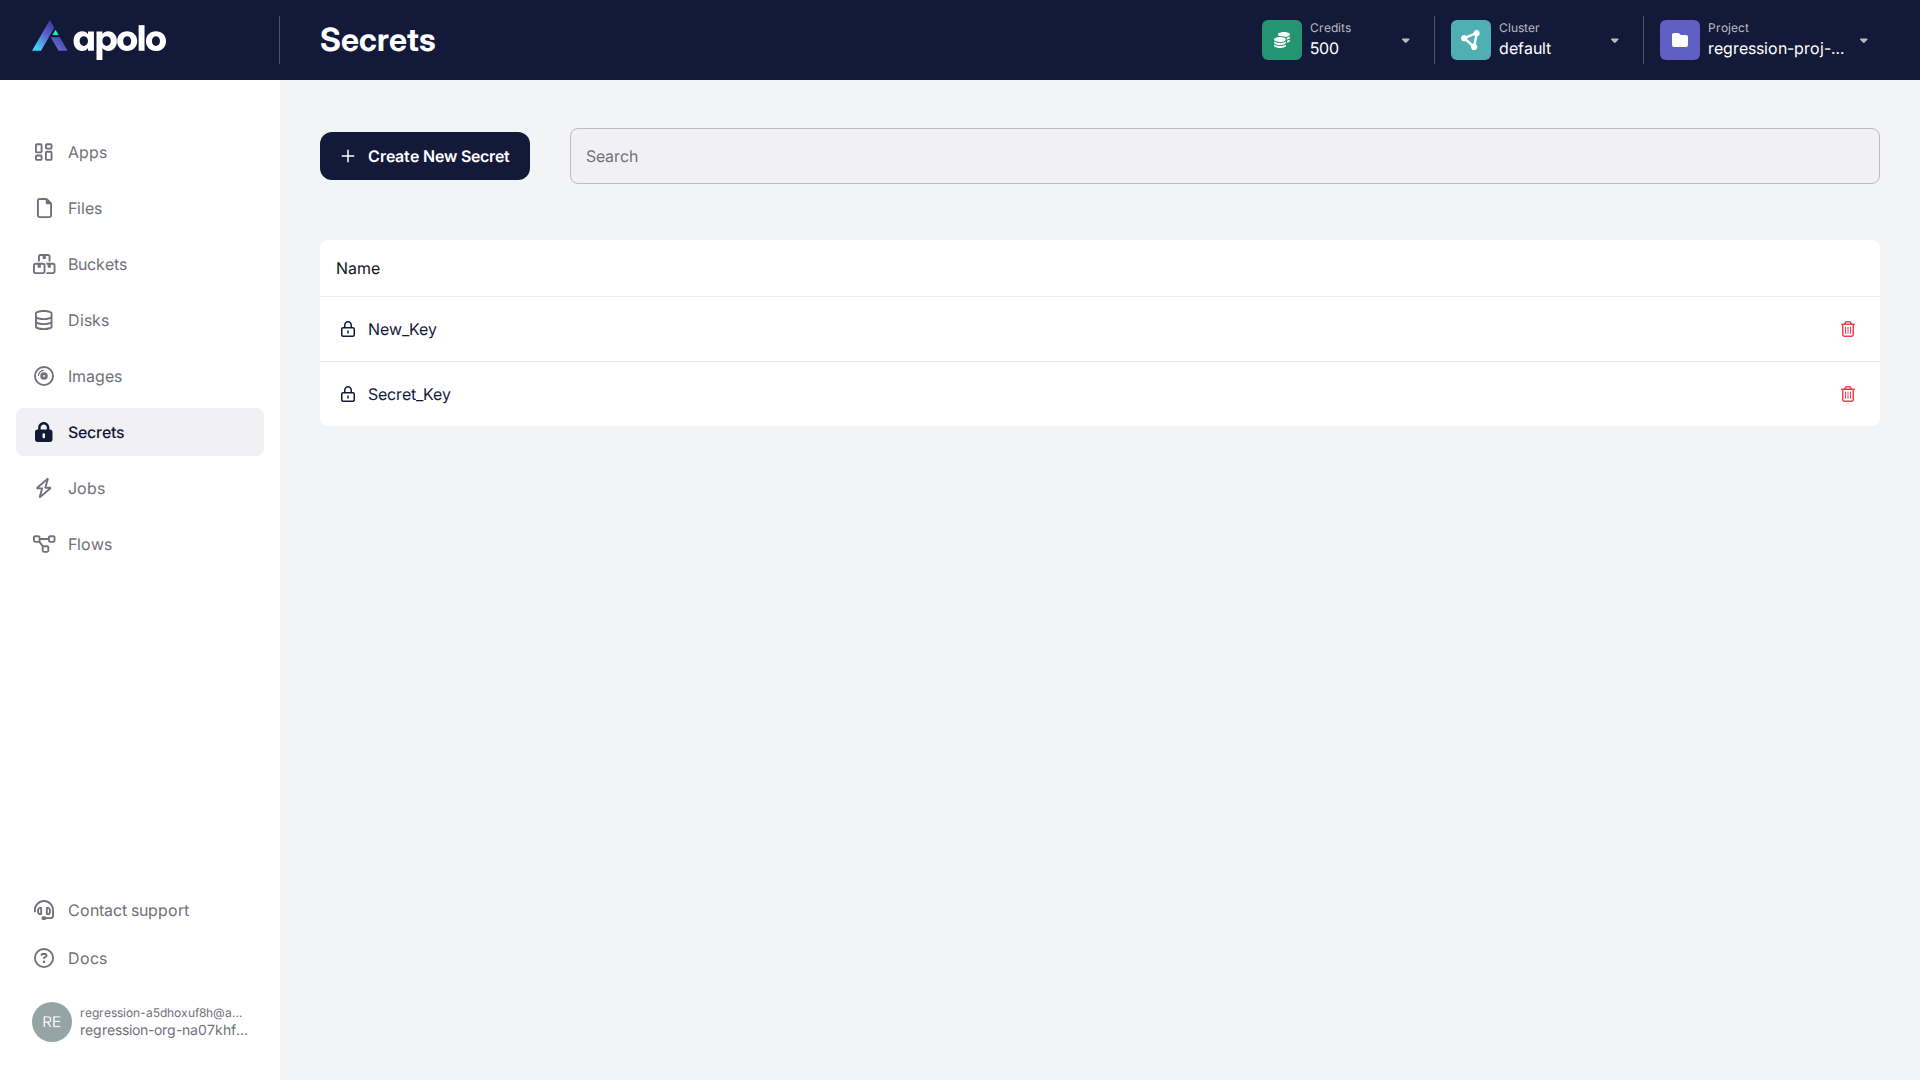 apolo
Secrets
Credits
500
Cluster
default
Project
regression-proj-...
Apps
Files
Buckets
Disks
Images
Secrets
Jobs
Flows
Contact support
Docs
RE
regression-a5dhoxuf8h@a...
regression-org-na07khf...
Create New Secret
Search
Name
New_Key
Secret_Key